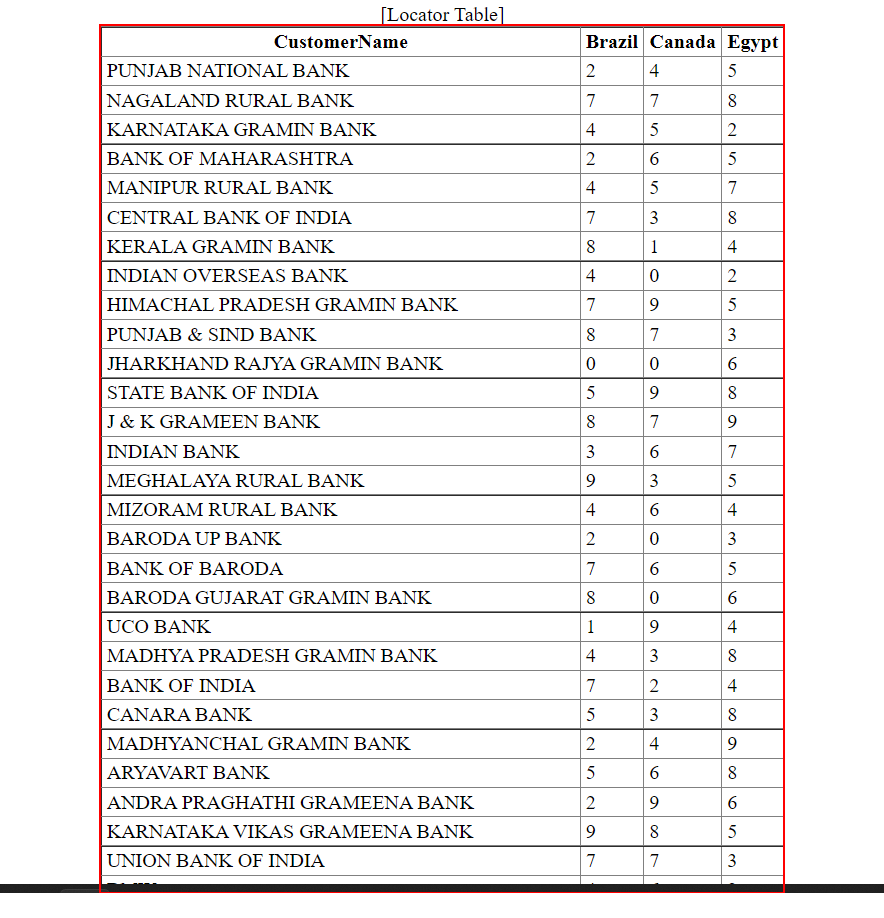 [Locator Table]
CustomerName Brazil Canada Egypt
PUNJAB NATIONAL BANK 2 4 5
NAGALAND RURAL BANK 7 7 8
KARNATAKA GRAMIN BANK 4 5 2
BANK OF MAHARASHTRA 2 6 5
MANIPUR RURAL BANK 4 5 7
CENTRAL BANK OF INDIA 7 3 8
KERALA GRAMIN BANK 8 1 4
INDIAN OVERSEAS BANK 4 0 2
HIMACHAL PRADESH GRAMIN BANK 7 9 5
PUNJAB & SIND BANK 8 7 3
JHARKHAND RAJYA GRAMIN BANK 0 0 6
STATE BANK OF INDIA 5 9 8
J & K GRAMEEN BANK 8 7 9
INDIAN BANK 3 6 7
MEGHALAYA RURAL BANK 9 3 5
MIZORAM RURAL BANK 4 6 4
BARODA UP BANK 2 0 3
BANK OF BARODA 7 6 5
BARODA GUJARAT GRAMIN BANK 8 0 6
UCO BANK 1 9 4
MADHYA PRADESH GRAMIN BANK 4 3 8
BANK OF INDIA 7 2 4
CANARA BANK 5 3 8
MADHYANCHAL GRAMIN BANK 2 4 9
ARYAVART BANK 5 6 8
ANDRA PRAGHATHI GRAMEENA BANK 2 9 6
KARNATAKA VIKAS GRAMEENA BANK 9 8 5
UNION BANK OF INDIA 7 7 3